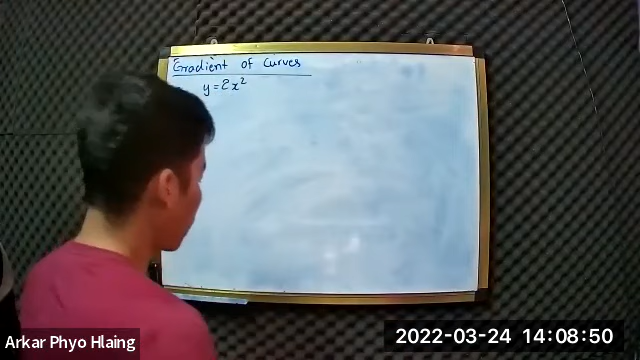 Gradient of Curves
y = 2x²
Arkar Phyo Hlaing
2022-03-24 14:08:50